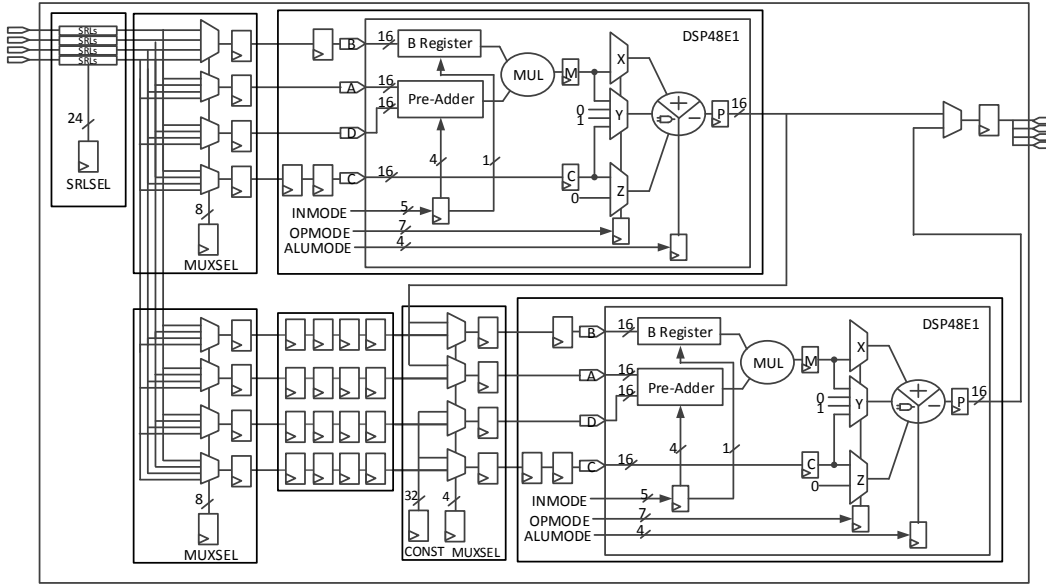 SRLs
SRLs
SRLs
SRLs
24
SRLSEL
8
MUXSEL
DSP48E1
B
16
B Register
A
16
16
Pre-Adder
D
MUL
M
X
0
1
Y
P
16
4
1
C
16
C
0
Z
INMODE
5
OPMODE
7
ALUMODE
4
8
MUXSEL
32
CONST
4
MUXSEL
DSP48E1
B
16
B Register
A
16
16
Pre-Adder
D
MUL
M
X
0
1
Y
P
16
4
1
C
16
C
0
Z
INMODE
5
OPMODE
7
ALUMODE
4